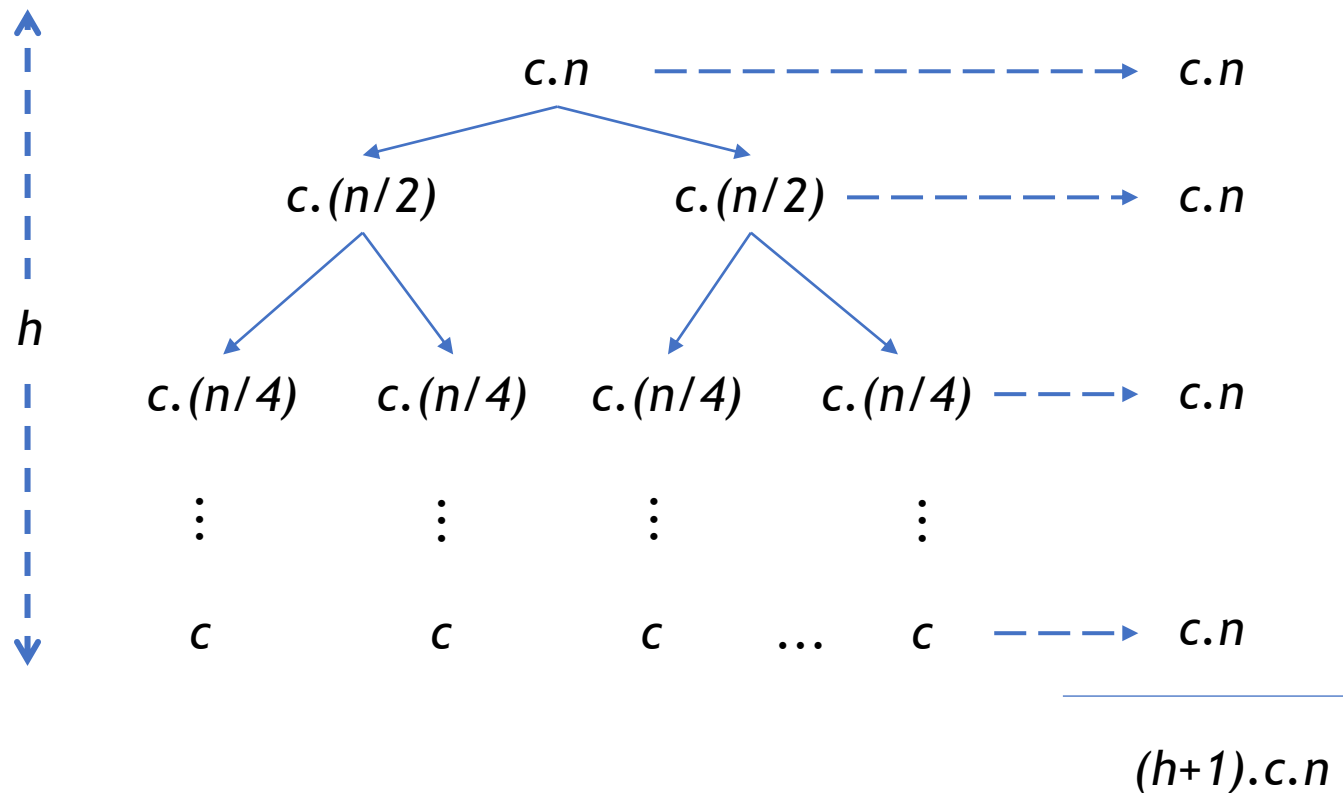 c.n c.n
c.(n/2) c.(n/2) c.n
h
c.(n/4) c.(n/4) c.(n/4) c.(n/4) c.n
⋮ ⋮ ⋮ ⋮
c c c ... c c.n
(h+1).c.n